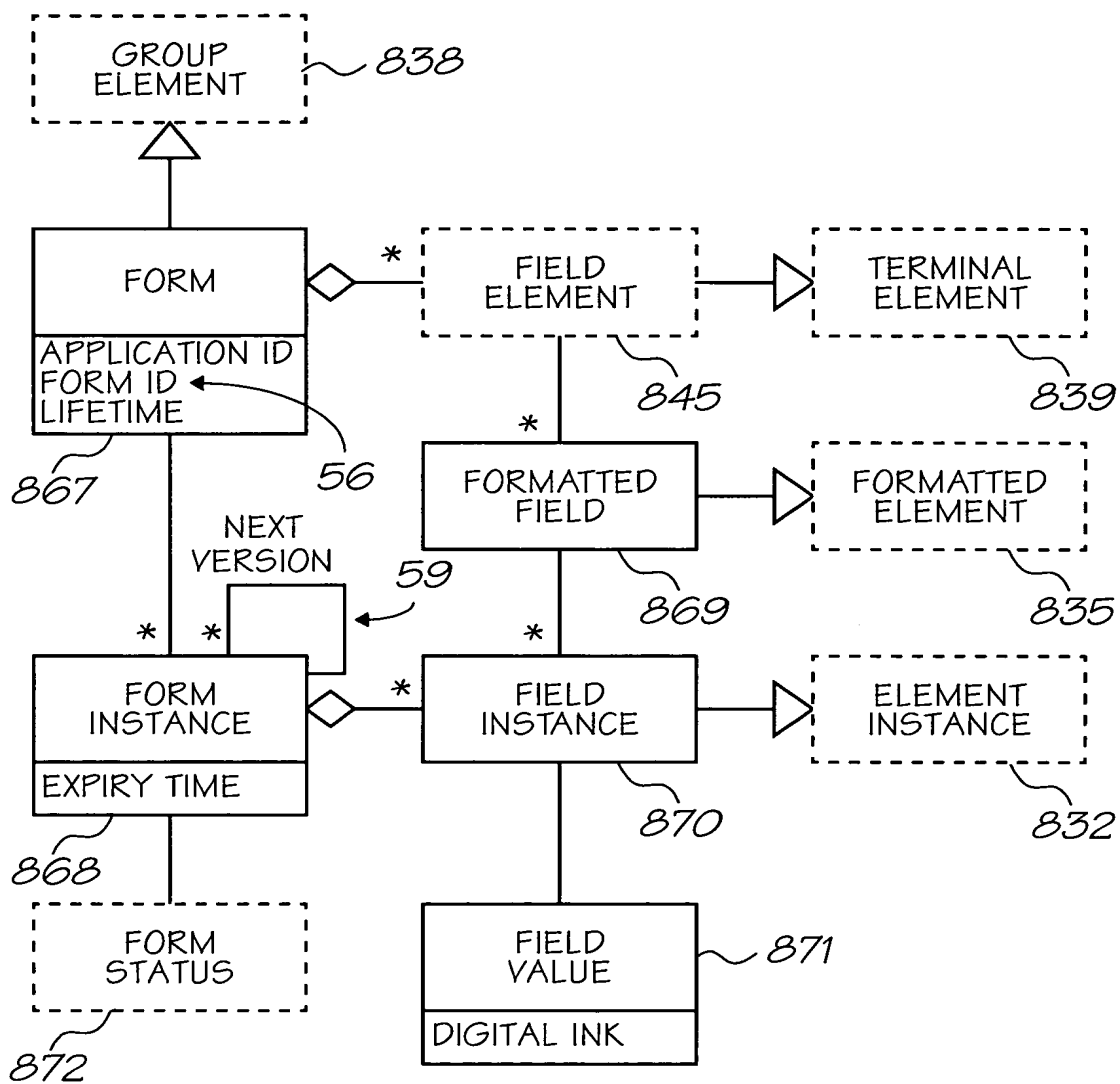 GROUP
ELEMENT
838
FORM
*
FIELD
ELEMENT
TERMINAL
ELEMENT
APPLICATION ID
FORM ID
LIFETIME
845
839
867
56
*
FORMATTED
FIELD
FORMATTED
ELEMENT
NEXT
VERSION
59
869
835
*
*
*
FORM
INSTANCE
*
FIELD
INSTANCE
ELEMENT
INSTANCE
EXPIRY TIME
870
832
868
FORM
STATUS
FIELD
VALUE
871
DIGITAL INK
872